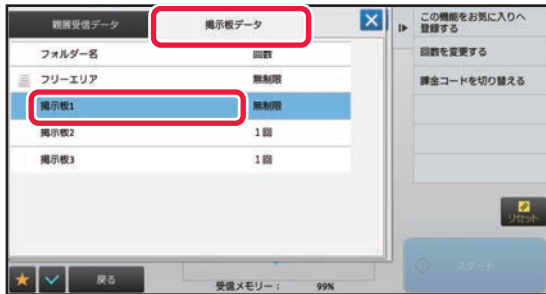 親展受信データ
掲示板データ
フォルダー名 回数
フリーエリア 無制限
掲示板1 無制限
掲示板2 1回
掲示板3 1回
戻る
受信メモリー： 99%
この機能をお気に入りへ
登録する
回数を変更する
課金コードを切り替える
リセット
スタート